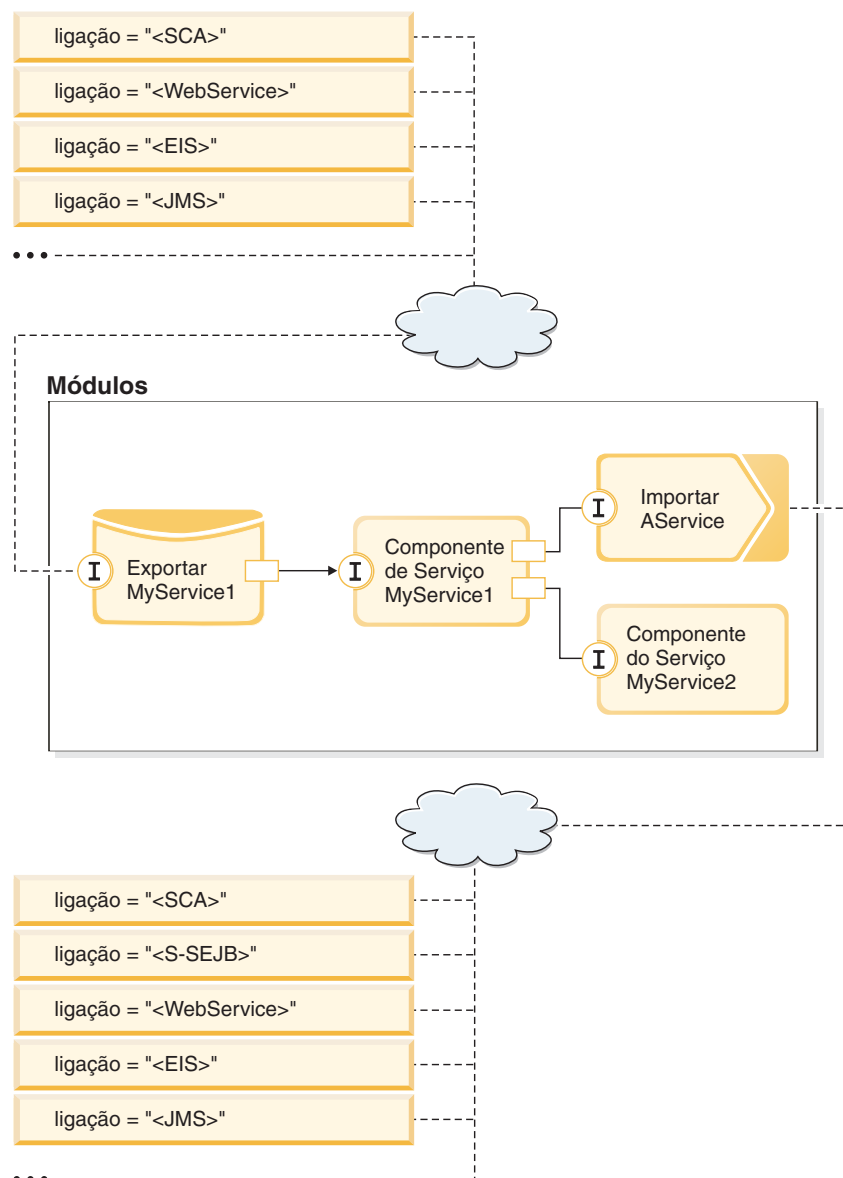 ligação = "<SCA>"
ligação = "<WebService>"
ligação = "<EIS>"
ligação = "<JMS>"
•••
Módulos
I
Exportar
MyService1
I
Componente
de Serviço
MyService1
I
Importar
AService
I
Componente
do Serviço
MyService2
ligação = "<SCA>"
ligação = "<S-SEJB>"
ligação = "<WebService>"
ligação = "<EIS>"
ligação = "<JMS>"
•••